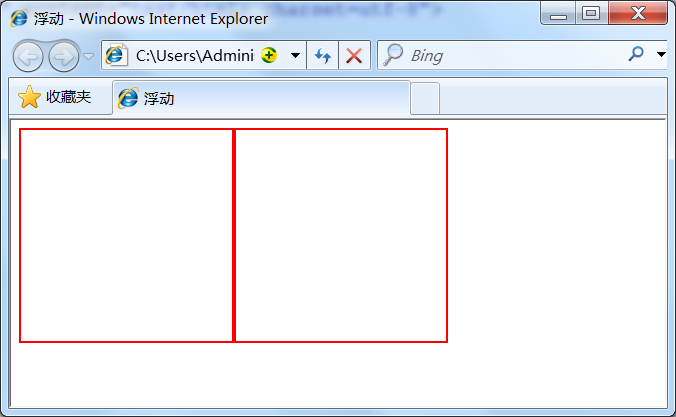 浮动 - Windows Internet Explorer
C:\Users\Admini
Bing
收藏夹
浮动